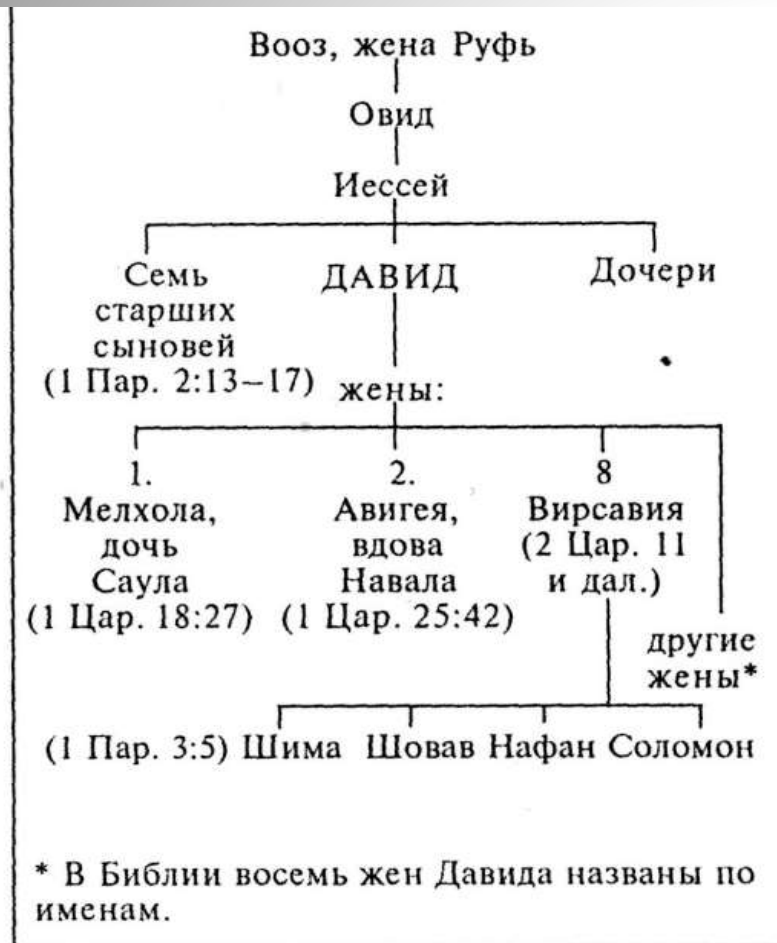 Вооз, жена Руфь
Овид
Иессей
Семь старших сыновей (1 Пар. 2:13–17)
ДАВИД
Дочери
жены:
1.
Мелхола,
дочь
Саула
(1 Цар. 18:27)
2.
Авигея,
вдова
Навала
(1 Цар. 25:42)
8
Вирсавия
(2 Цар. 11
и дал.)
другие
жены*
(1 Пар. 3:5) Шима Шовав Нафан Соломон
* В Библии восемь жен Давида названы по
именам.